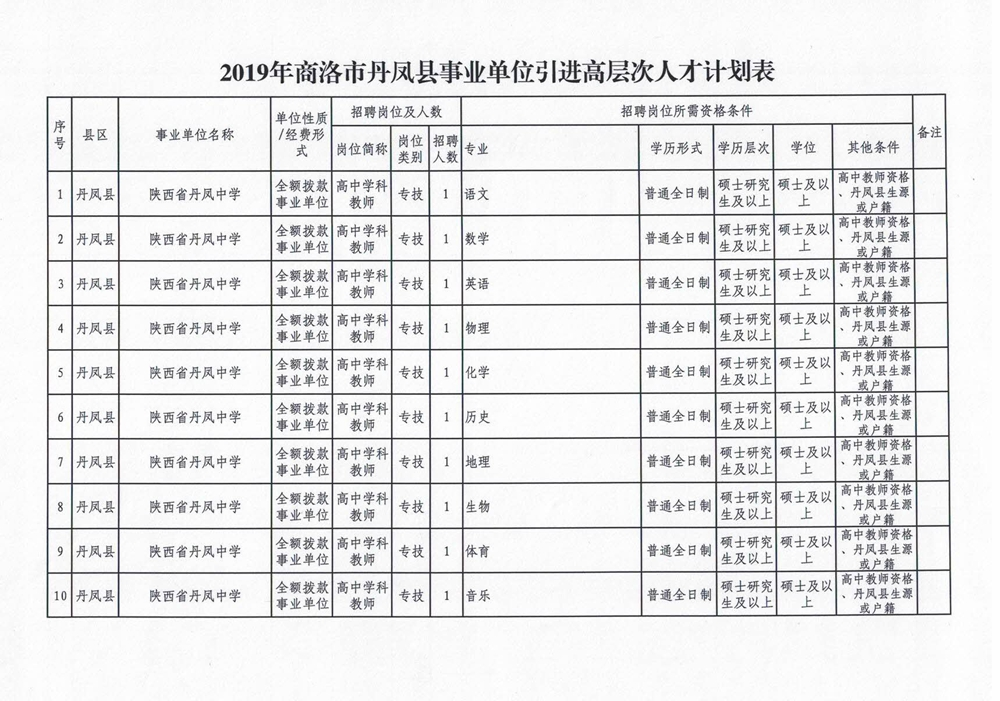 2019年商洛市丹凤县事业单位引进高层次人才计划表
序号 县区 事业单位名称 单位性质/经费形式 招聘岗位及人数 招聘岗位所需资格条件 备注
岗位简称 岗位类别 招聘人数 专业 学历形式 学历层次 学位 其他条件
1 丹凤县 陕西省丹凤中学 全额拨款事业单位 高中学科教师 专技 1 语文 普通全日制 硕士研究生及以上 硕士及以上 高中教师资格、丹凤县生源或户籍
2 丹凤县 陕西省丹凤中学 全额拨款事业单位 高中学科教师 专技 1 数学 普通全日制 硕士研究生及以上 硕士及以上 高中教师资格、丹凤县生源或户籍
3 丹凤县 陕西省丹凤中学 全额拨款事业单位 高中学科教师 专技 1 英语 普通全日制 硕士研究生及以上 硕士及以上 高中教师资格、丹凤县生源或户籍
4 丹凤县 陕西省丹凤中学 全额拨款事业单位 高中学科教师 专技 1 物理 普通全日制 硕士研究生及以上 硕士及以上 高中教师资格、丹凤县生源或户籍
5 丹凤县 陕西省丹凤中学 全额拨款事业单位 高中学科教师 专技 1 化学 普通全日制 硕士研究生及以上 硕士及以上 高中教师资格、丹凤县生源或户籍
6 丹凤县 陕西省丹凤中学 全额拨款事业单位 高中学科教师 专技 1 历史 普通全日制 硕士研究生及以上 硕士及以上 高中教师资格、丹凤县生源或户籍
7 丹凤县 陕西省丹凤中学 全额拨款事业单位 高中学科教师 专技 1 地理 普通全日制 硕士研究生及以上 硕士及以上 高中教师资格、丹凤县生源或户籍
8 丹凤县 陕西省丹凤中学 全额拨款事业单位 高中学科教师 专技 1 生物 普通全日制 硕士研究生及以上 硕士及以上 高中教师资格、丹凤县生源或户籍
9 丹凤县 陕西省丹凤中学 全额拨款事业单位 高中学科教师 专技 1 体育 普通全日制 硕士研究生及以上 硕士及以上 高中教师资格、丹凤县生源或户籍
10 丹凤县 陕西省丹凤中学 全额拨款事业单位 高中学科教师 专技 1 音乐 普通全日制 硕士研究生及以上 硕士及以上 高中教师资格、丹凤县生源或户籍